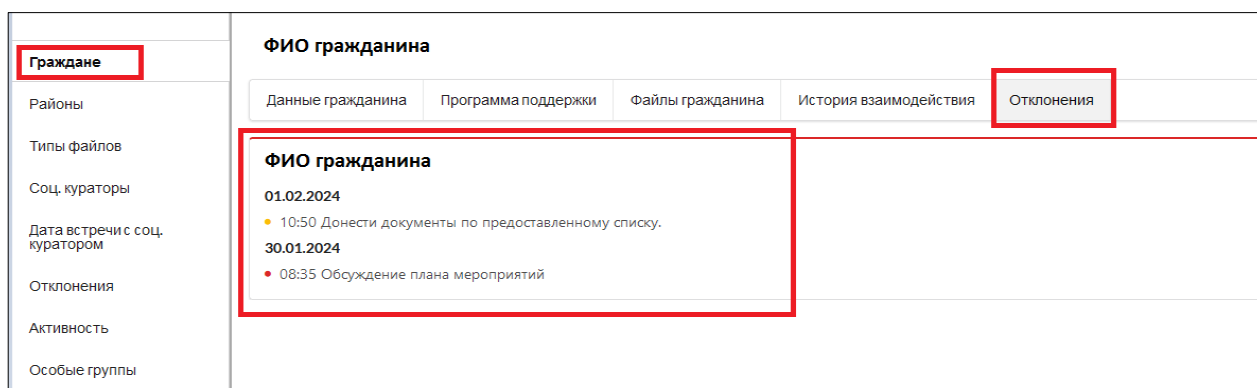 Граждане
Районы
Типы файлов
Соц. кураторы
Дата встречи с соц.
куратором
Отклонения
Активность
Особые группы
ФИО гражданина
Данные гражданина Программа поддержки Файлы гражданина История взаимодействия Отклонения
ФИО гражданина
01.02.2024
10:50 Донести документы по предоставленному списку.
30.01.2024
08:35 Обсуждение плана мероприятий